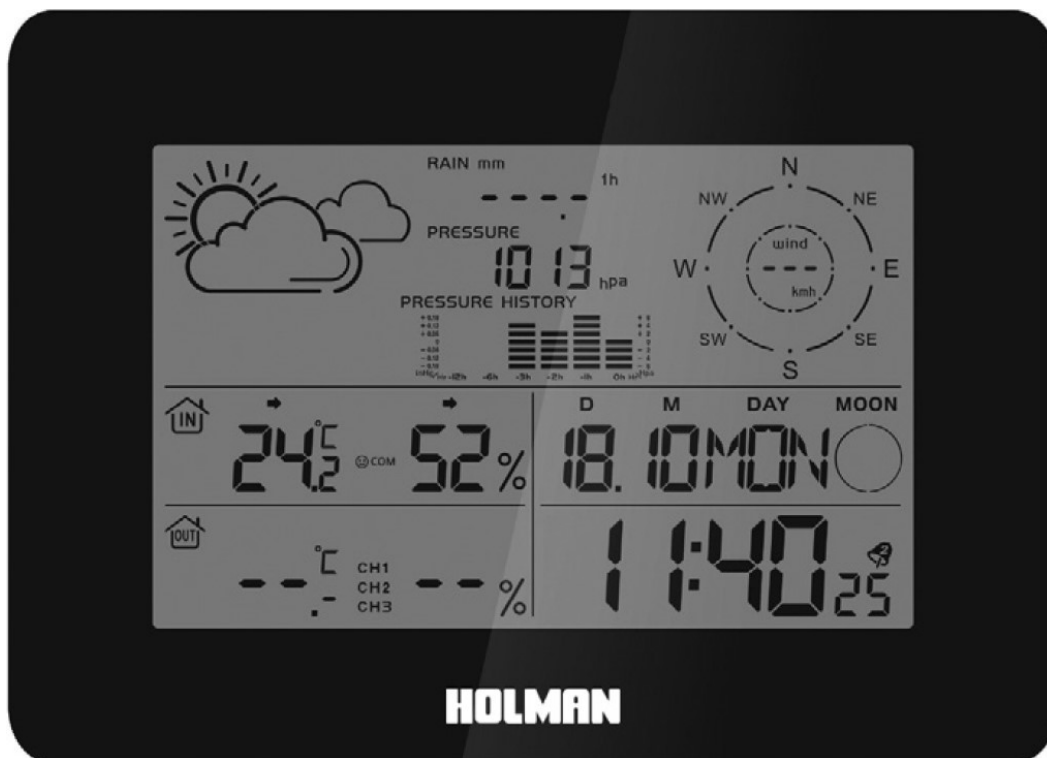 RAIN mm
1h
- - - -.
PRESSURE
1013 hpa
PRESSURE HISTORY
-12h -6h -3h -2h -1h 0h
N
NW NE
wind
W --- E
kmh
SW SE
S
IN
24.2 °C
COM
52 %
D M DAY MOON
18. 10 MON
OUT
--.- °C
CH1
CH2
CH3
-- %
11:40 25
2
HOLMAN